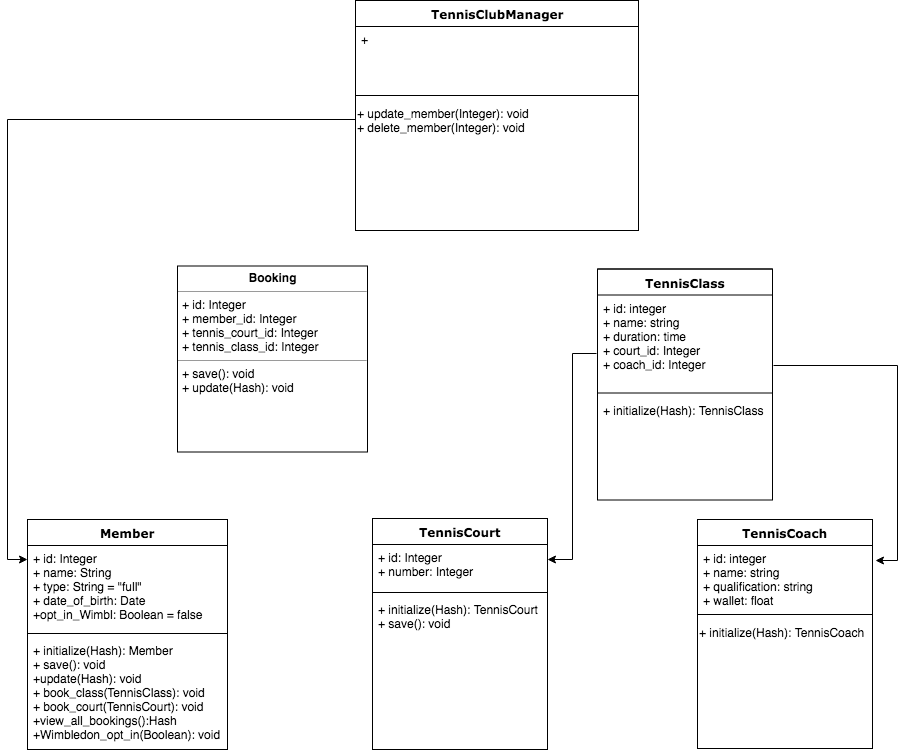 TennisClubManager
+
+ update_member(Integer): void
+ delete_member(Integer): void
Booking
+ id: Integer
+ member_id: Integer
+ tennis_court_id: Integer
+ tennis_class_id: Integer
+ save(): void
+ update(Hash): void
TennisClass
+ id: integer
+ name: string
+ duration: time
+ court_id: Integer
+ coach_id: Integer
+ initialize(Hash): TennisClass
Member
+ id: Integer
+ name: String
+ type: String = "full"
+ date_of_birth: Date
+opt_in_Wimbl: Boolean = false
+ initialize(Hash): Member
+ save(): void
+update(Hash): void
+ book_class(TennisClass): void
+ book_court(TennisCourt): void
+view_all_bookings():Hash
+Wimbledon_opt_in(Boolean): void
TennisCourt
+ id: Integer
+ number: Integer
+ initialize(Hash): TennisCourt
+ save(): void
TennisCoach
+ id: integer
+ name: string
+ qualification: string
+ wallet: float
+ initialize(Hash): TennisCoach